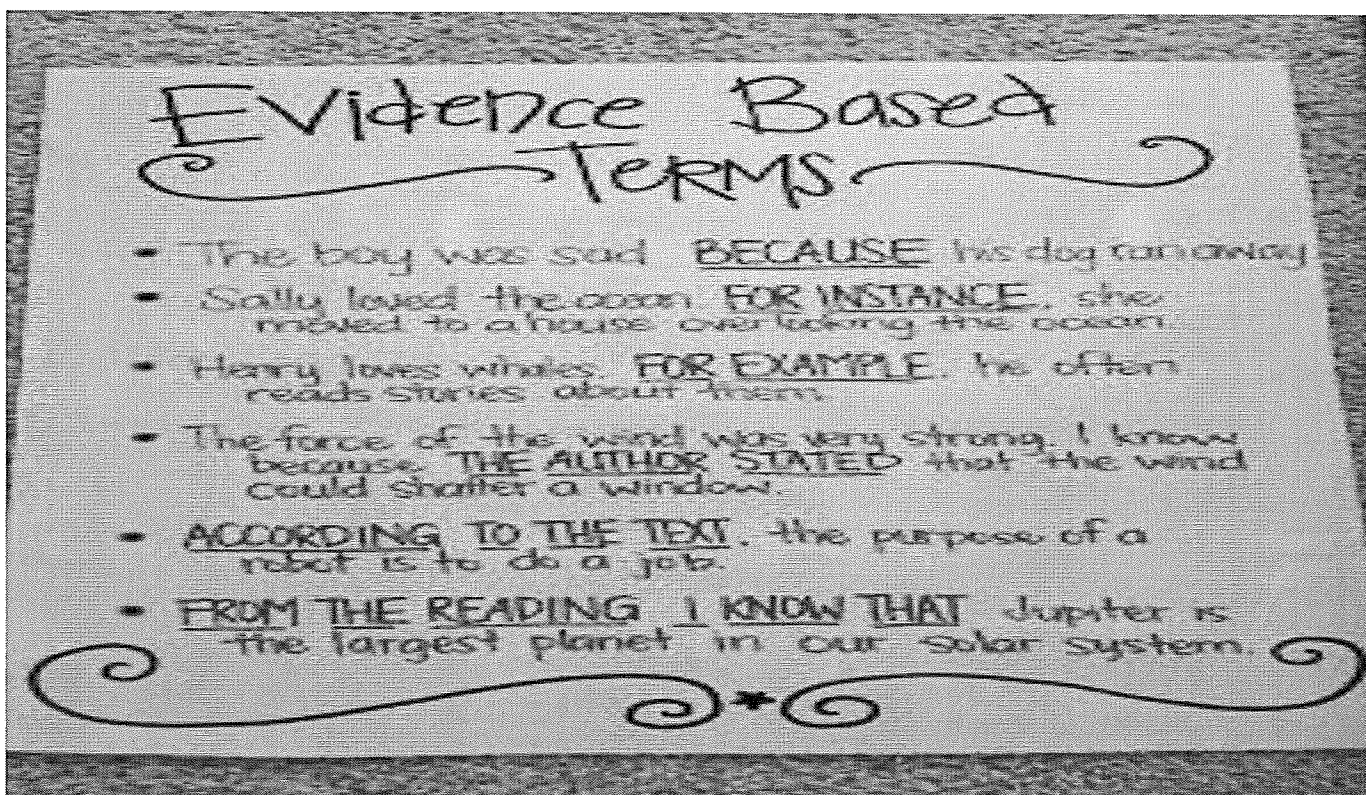 Evidence Based
TERMS
• The boy was sad BECAUSE his dog ran away
• Sally loved the ocean. FOR INSTANCE, she
moved to a house overlooking the ocean.
• Henry loves whales. FOR EXAMPLE, he often
reads stories about them.
• The force of the wind was very strong. I know
because THE AUTHOR STATED that the wind
could shatter a window.
• ACCORDING TO THE TEXT, the purpose of a
robot is to do a job.
• FROM THE READING I KNOW THAT Jupiter is
the largest planet in our solar system.